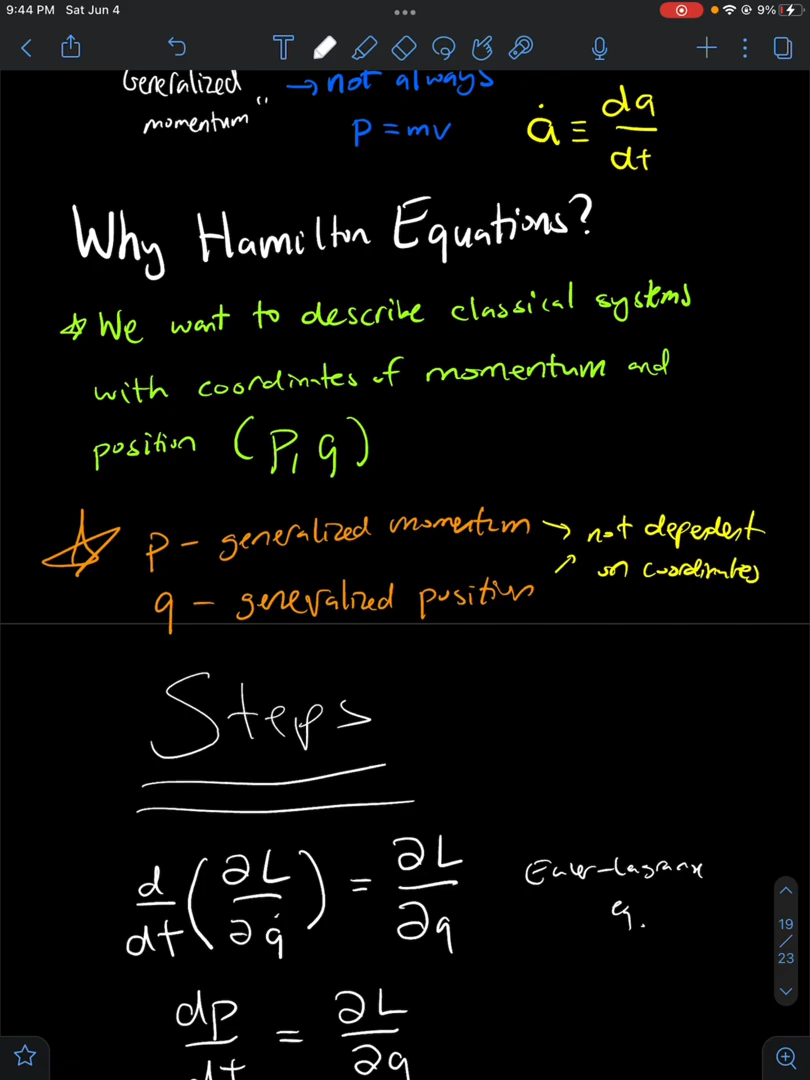 9:44 PM Sat Jun 4
9%
Generalized
momentum "
→ not always
P = mv
ȧ ≡ da/dt
Why Hamilton Equations?
☆ We want to describe classical systems
with coordinates of momentum and
position (P, q)
☆ p - generalized momentum → not dependent
q - generalized position ↗ on coordinates
Steps
d/dt (∂L/∂q̇) = ∂L/∂q
Euler-Lagrange
eq.
dp/dt = ∂L/∂q
19
/
23